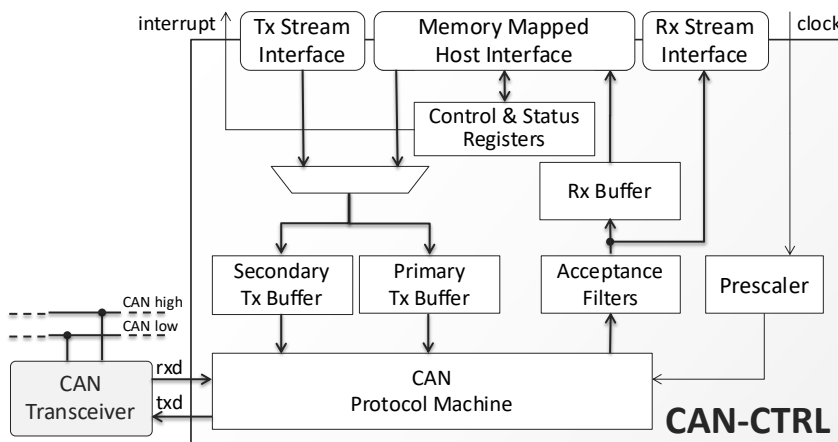 interrupt
Tx Stream
Interface
Memory Mapped
Host Interface
Rx Stream
Interface
clock
Control & Status
Registers
Rx Buffer
Secondary
Tx Buffer
Primary
Tx Buffer
Acceptance
Filters
Prescaler
CAN high
CAN low
CAN
Transceiver
rxd
txd
CAN
Protocol Machine
CAN-CTRL